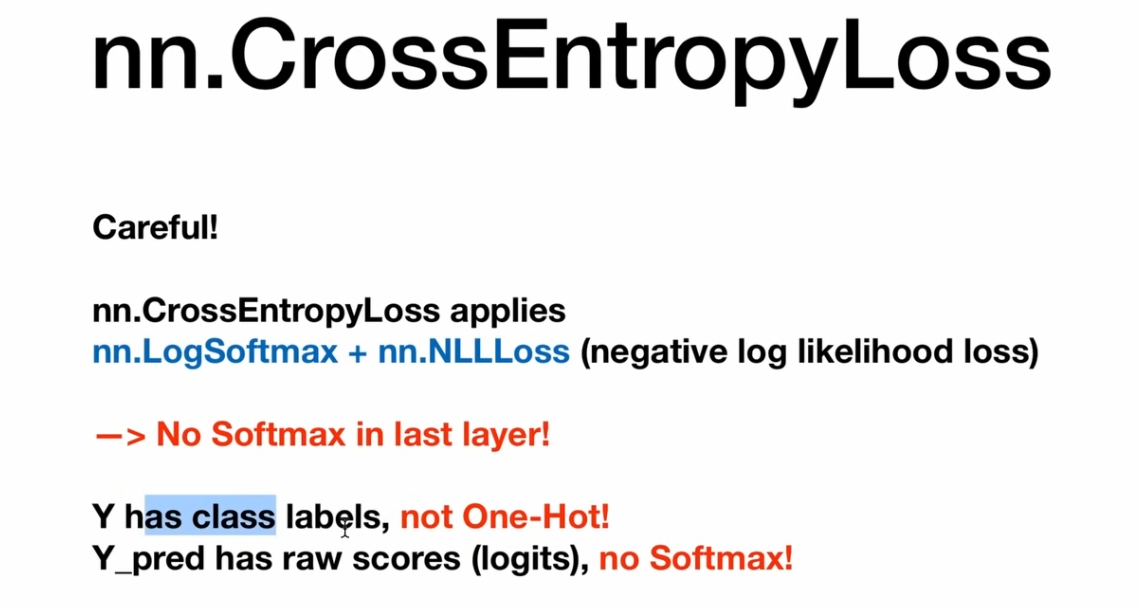 nn.CrossEntropyLoss
Careful!
nn.CrossEntropyLoss applies
nn.LogSoftmax + nn.NLLLoss (negative log likelihood loss)
—> No Softmax in last layer!
Y has class labels, not One-Hot!
Y_pred has raw scores (logits), no Softmax!